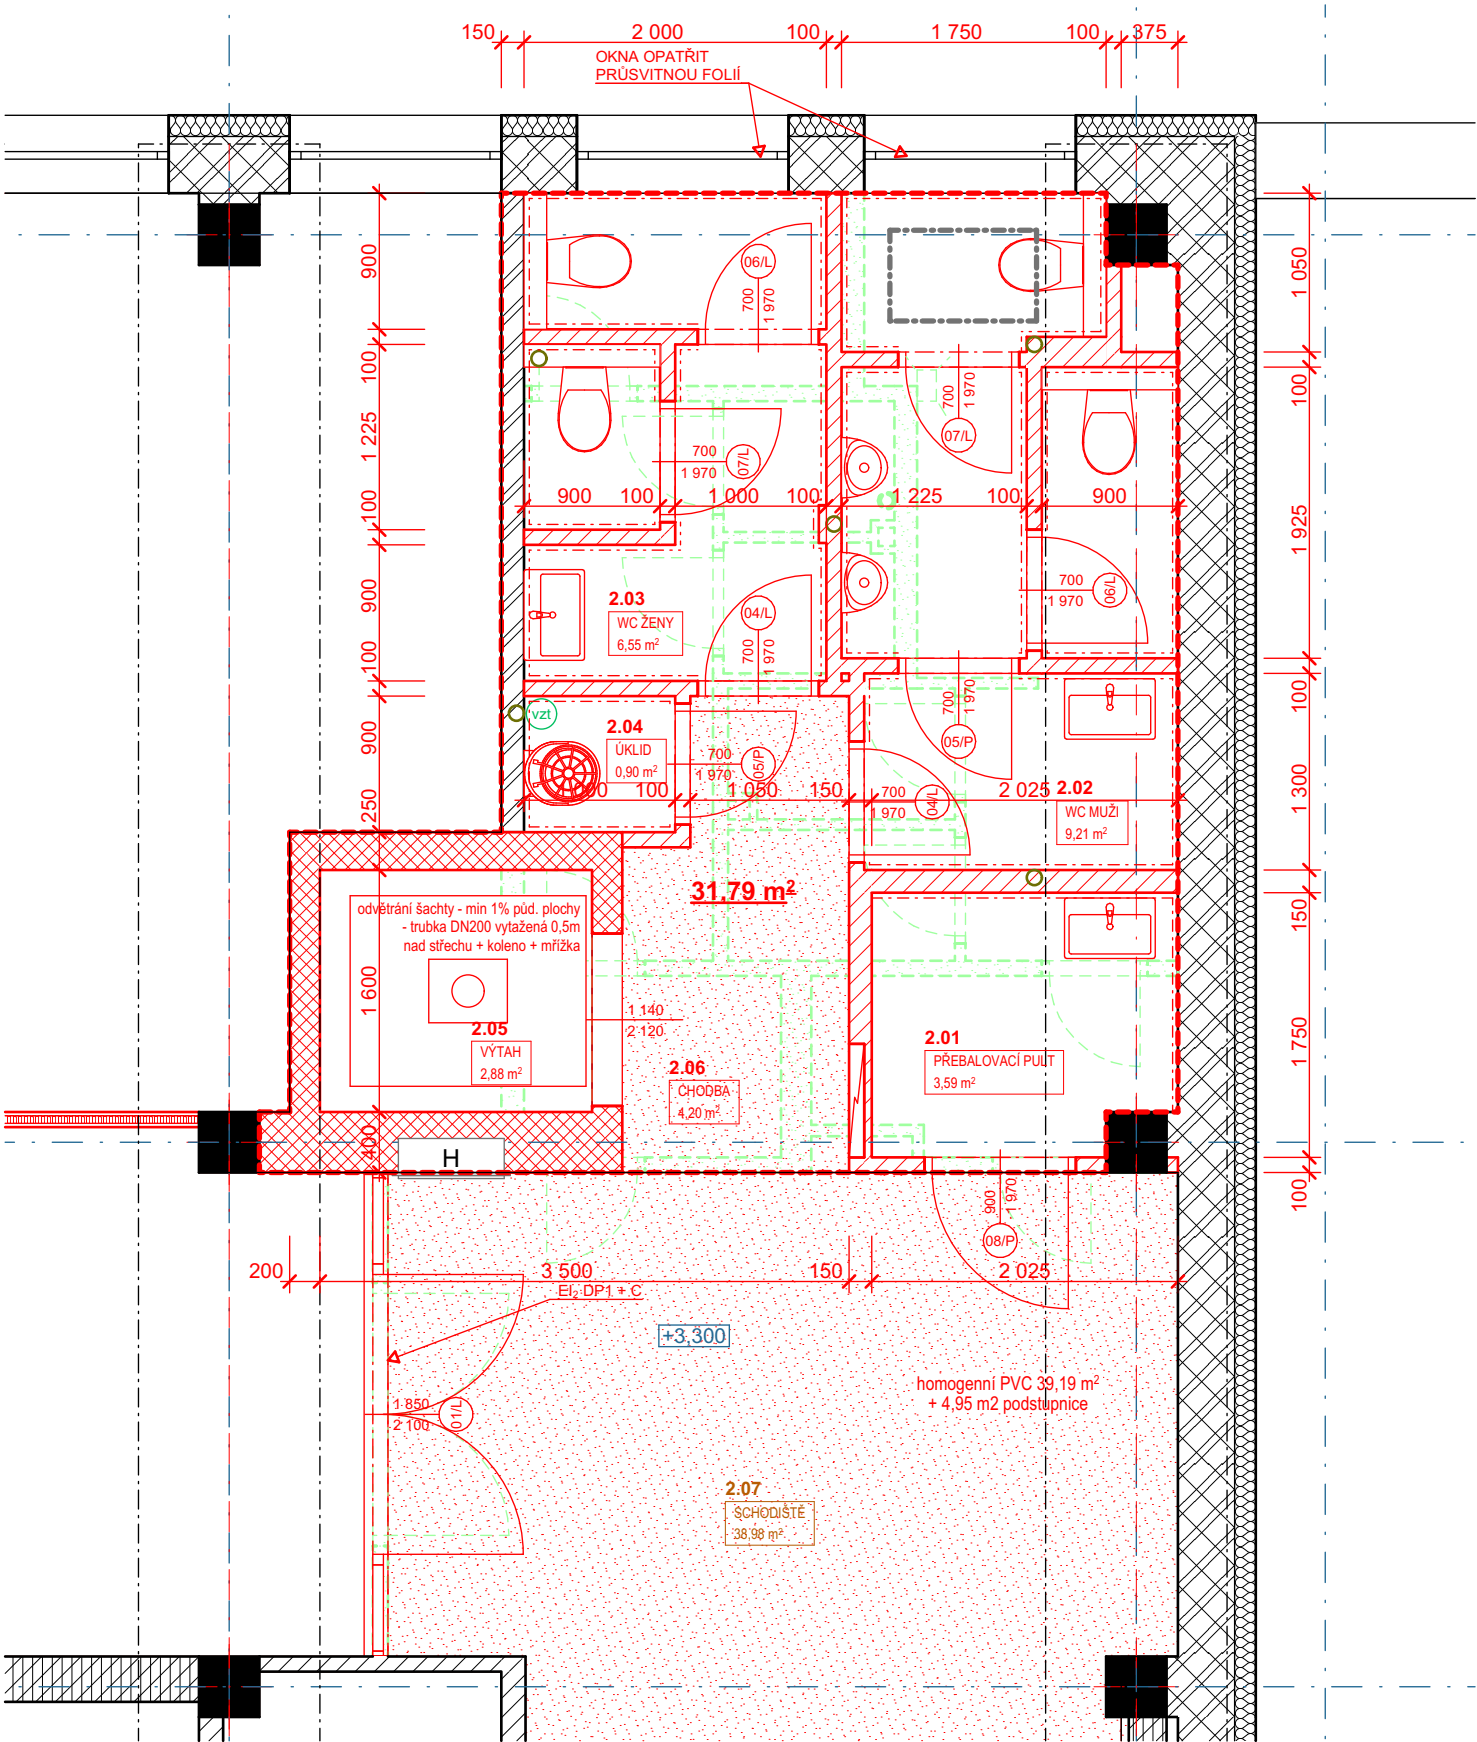 150
2 000
100
1 750
100
375
OKNA OPATŘIT
PRŮSVITNOU FOLIÍ
900
100
1 225
100
900
100
900
250
1 600
400
1 050
100
1 925
100
1 300
150
1 750
100
06/L
700
1 970
07/L
700
1 970
07/L
700
1 970
900
100
1 000
100
1 225
100
900
06/L
700
1 970
2.03
WC ŽENY
6,55 m²
04/L
700
1 970
05/P
700
1 970
vzt
2.04
ÚKLID
0,90 m²
05/P
700
1 970
100
1 050
150
2 025
04/L
700
1 970
2.02
WC MUŽI
9,21 m²
31,79 m²
odvětrání šachty - min 1% půd. plochy
- trubka DN200 vytažená 0,5m
nad střechu + koleno + mřížka
2.05
VÝTAH
2,88 m²
1 140
2 120
2.06
CHODBA
4,20 m²
2.01
PŘEBALOVACÍ PULT
3,59 m²
H
900
1 970
08/P
200
3 500
150
2 025
EI₂ DP1 + C
+3,300
homogenní PVC 39,19 m²
+ 4,95 m2 podstupnice
1 850
2 100
01/L
2.07
SCHODIŠTĚ
38,98 m²